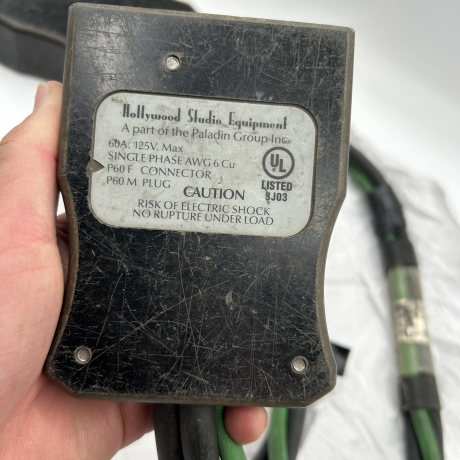 Hollywood Studio Equipment
A part of the Paladin Group Inc.
60A. 125V. Max
SINGLE PHASE AWG 6 Cu
P60 F CONNECTOR
P60 M PLUG
UL
LISTED
3J03
CAUTION
RISK OF ELECTRIC SHOCK
NO RUPTURE UNDER LOAD